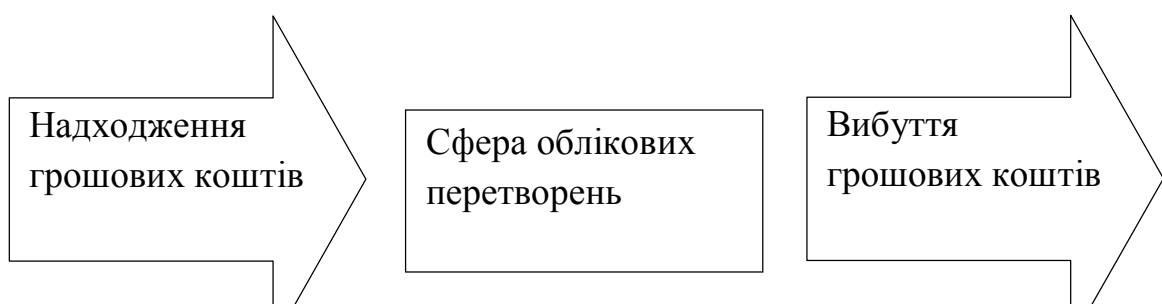 Надходження
грошових коштів
Сфера облікових
перетворень
Вибуття
грошових коштів